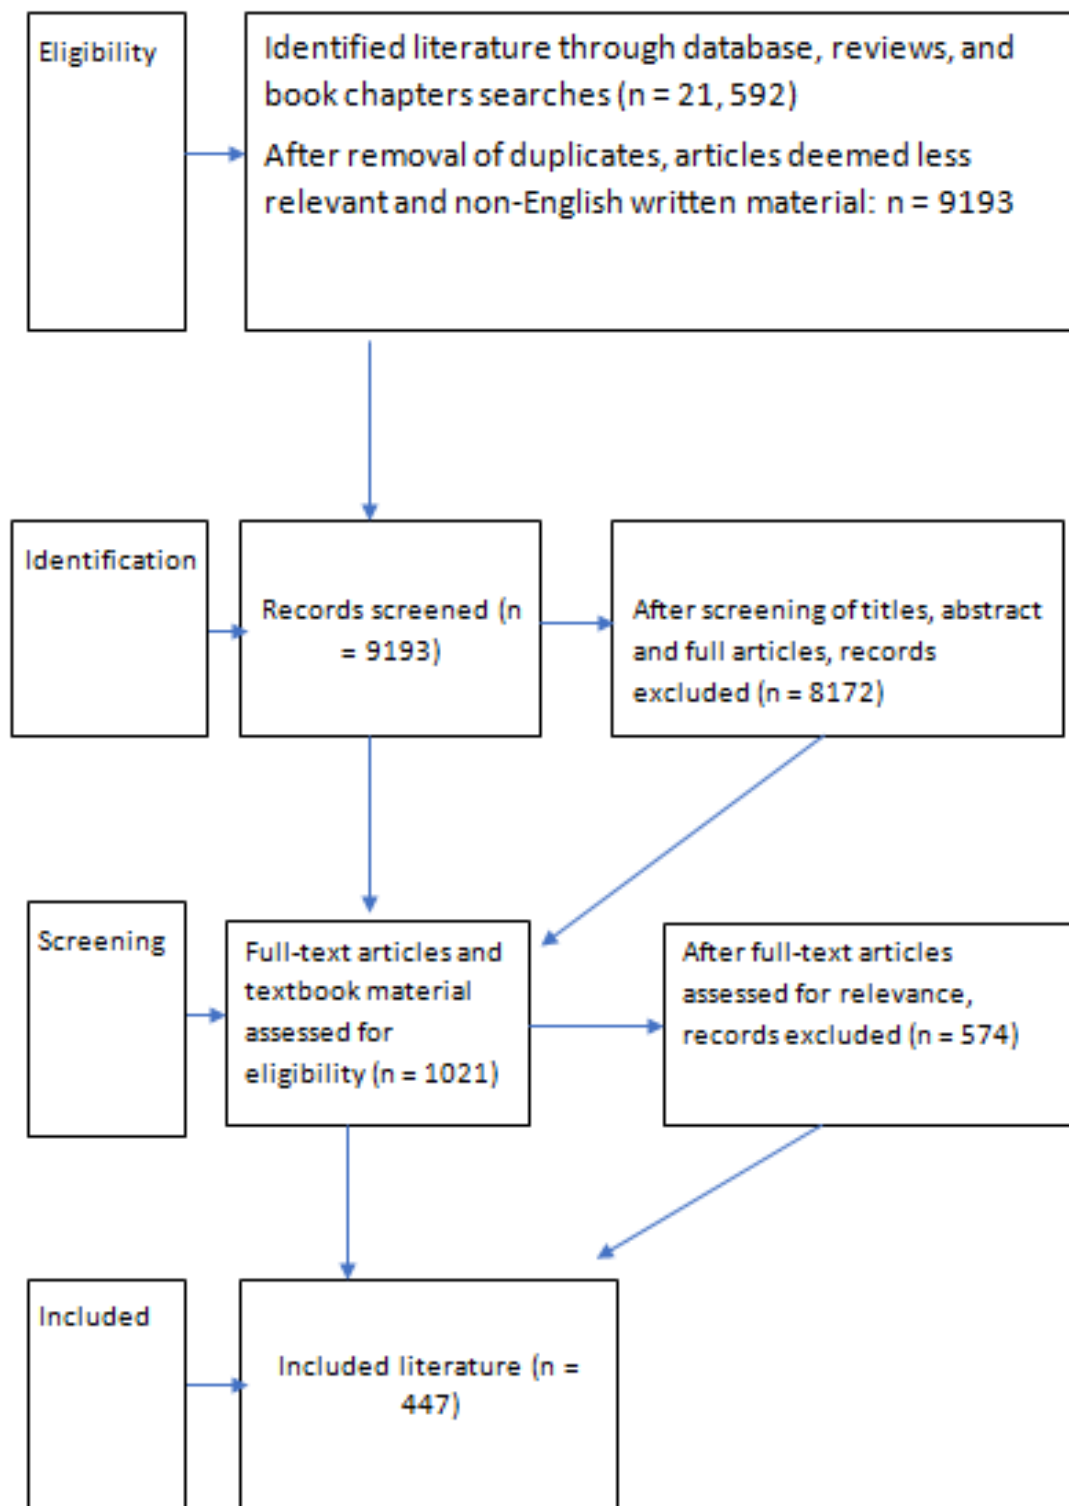 Eligibility
Identified literature through database, reviews, and
book chapters searches (n = 21, 592)
After removal of duplicates, articles deemed less
relevant and non-English written material: n = 9193
Identification
Records screened (n
= 9193)
After screening of titles, abstract
and full articles, records
excluded (n = 8172)
Screening
Full-text articles and
textbook material
assessed for
eligibility (n = 1021)
After full-text articles
assessed for relevance,
records excluded (n = 574)
Included
Included literature (n =
447)